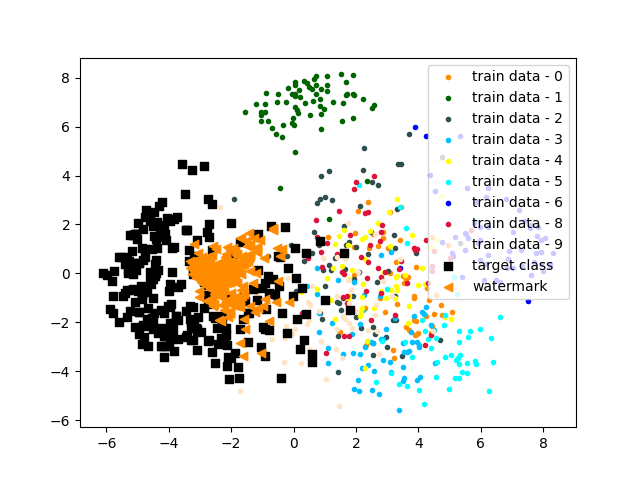 8
6
4
2
0
−2
−4
−6
−6
−4
−2
0
2
4
6
8
train data - 0
train data - 1
train data - 2
train data - 3
train data - 4
train data - 5
train data - 6
train data - 8
train data - 9
target class
watermark